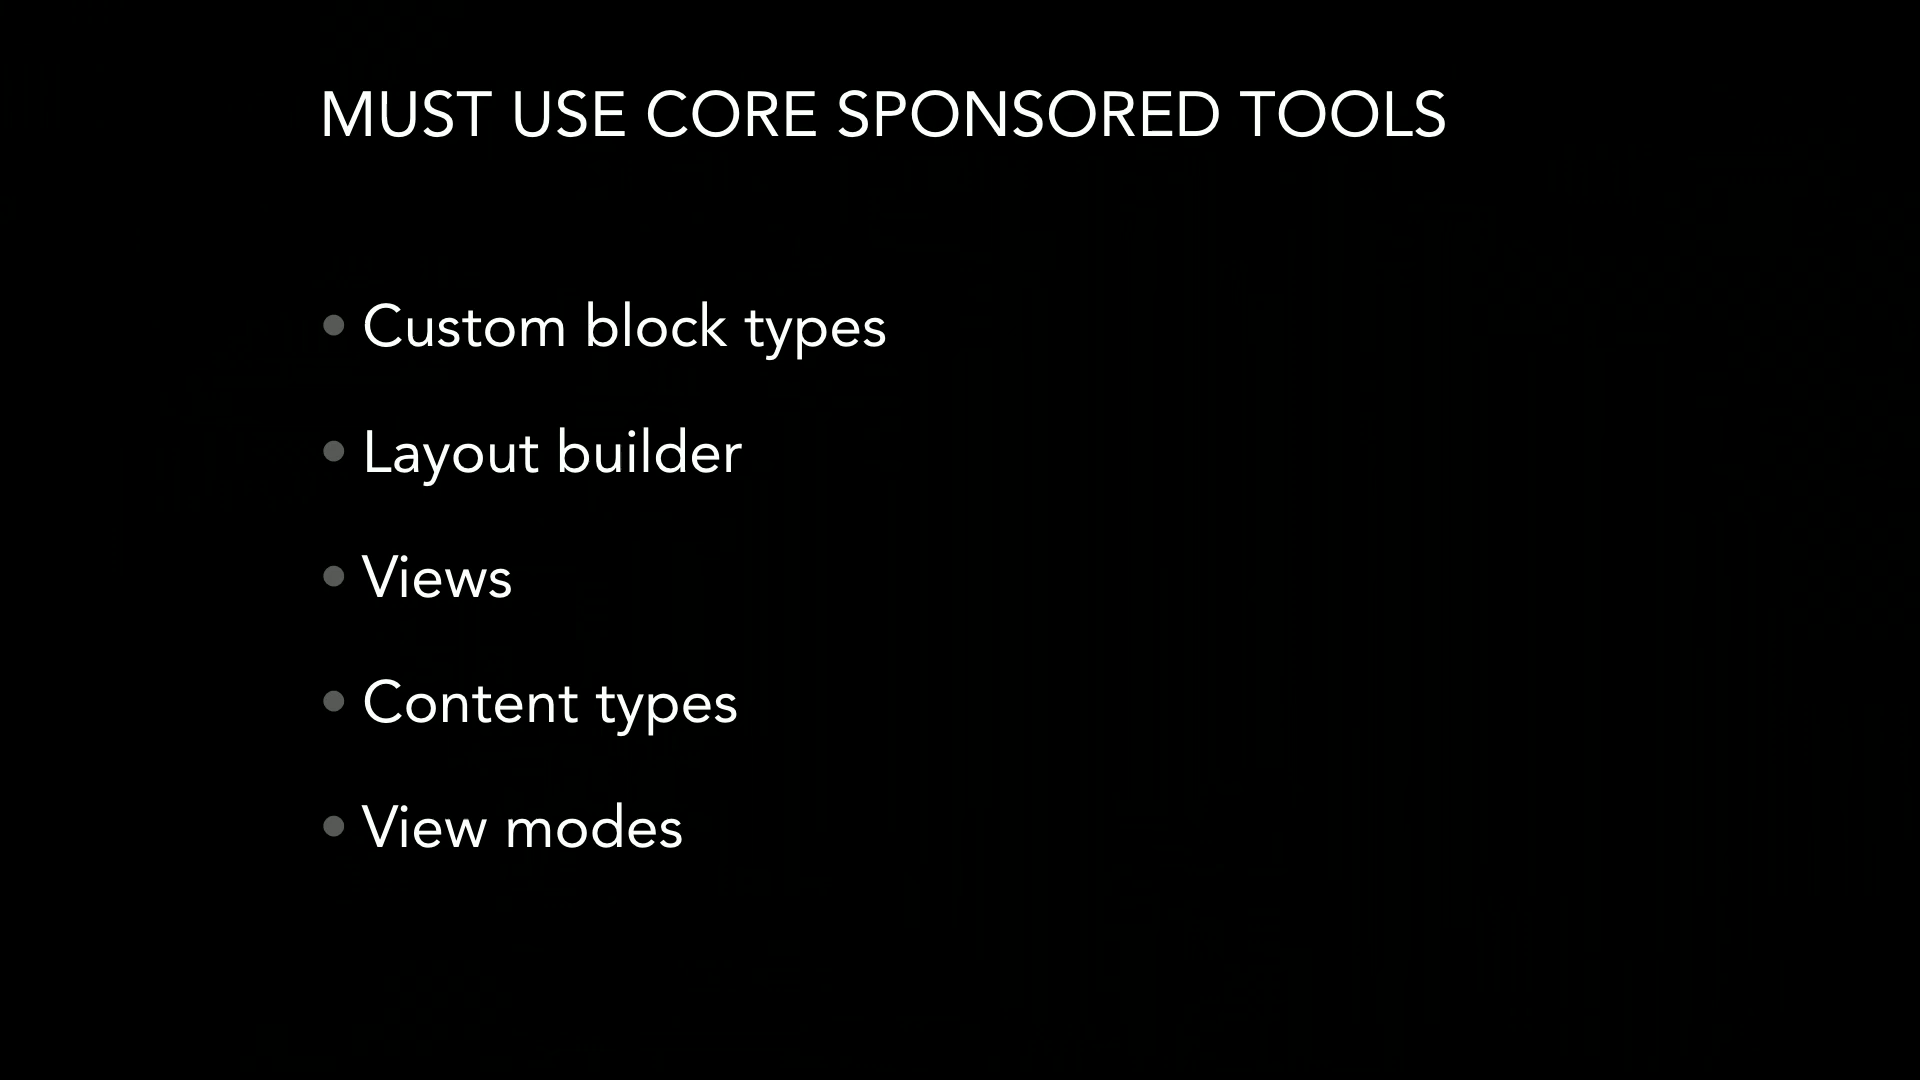 MUST USE CORE SPONSORED TOOLS
• Custom block types
• Layout builder
• Views
• Content types
• View modes